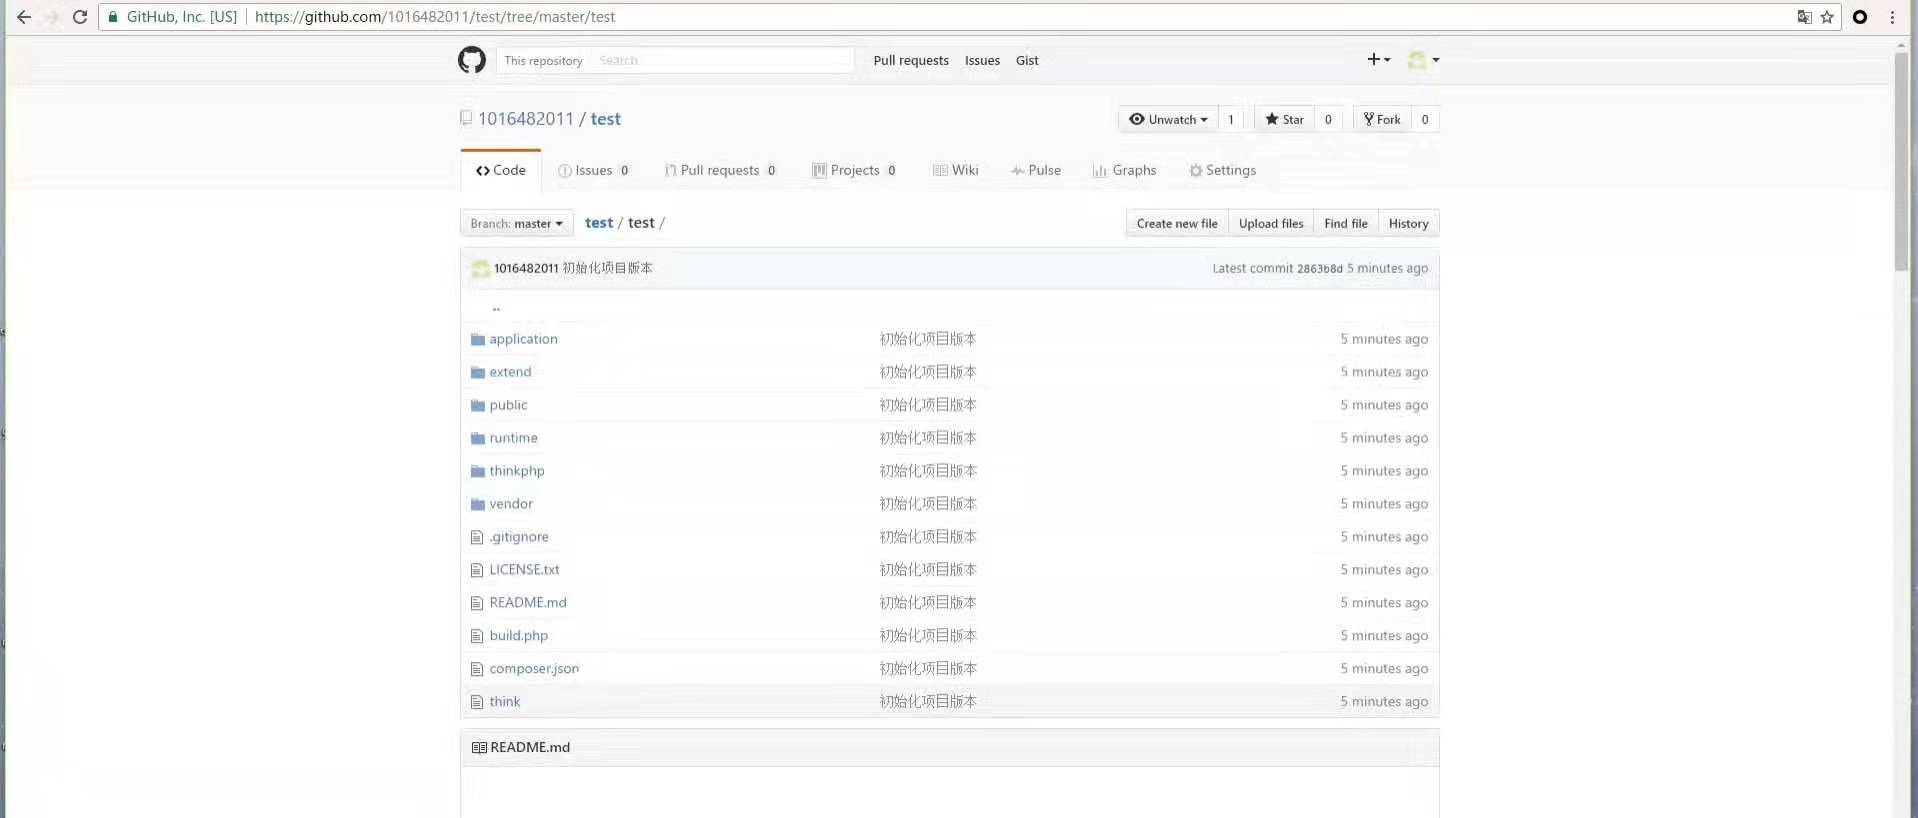 GitHub, Inc. [US] https://github.com/1016482011/test/tree/master/test
This repository Search Pull requests Issues Gist
1016482011 / test Unwatch 1 Star 0 Fork 0
Code Issues 0 Pull requests 0 Projects 0 Wiki Pulse Graphs Settings
Branch: master test / test / Create new file Upload files Find file History
1016482011 初始化项目版本 Latest commit 2863b8d 5 minutes ago
..
application 初始化项目版本 5 minutes ago
extend 初始化项目版本 5 minutes ago
public 初始化项目版本 5 minutes ago
runtime 初始化项目版本 5 minutes ago
thinkphp 初始化项目版本 5 minutes ago
vendor 初始化项目版本 5 minutes ago
.gitignore 初始化项目版本 5 minutes ago
LICENSE.txt 初始化项目版本 5 minutes ago
README.md 初始化项目版本 5 minutes ago
build.php 初始化项目版本 5 minutes ago
composer.json 初始化项目版本 5 minutes ago
think 初始化项目版本 5 minutes ago
README.md